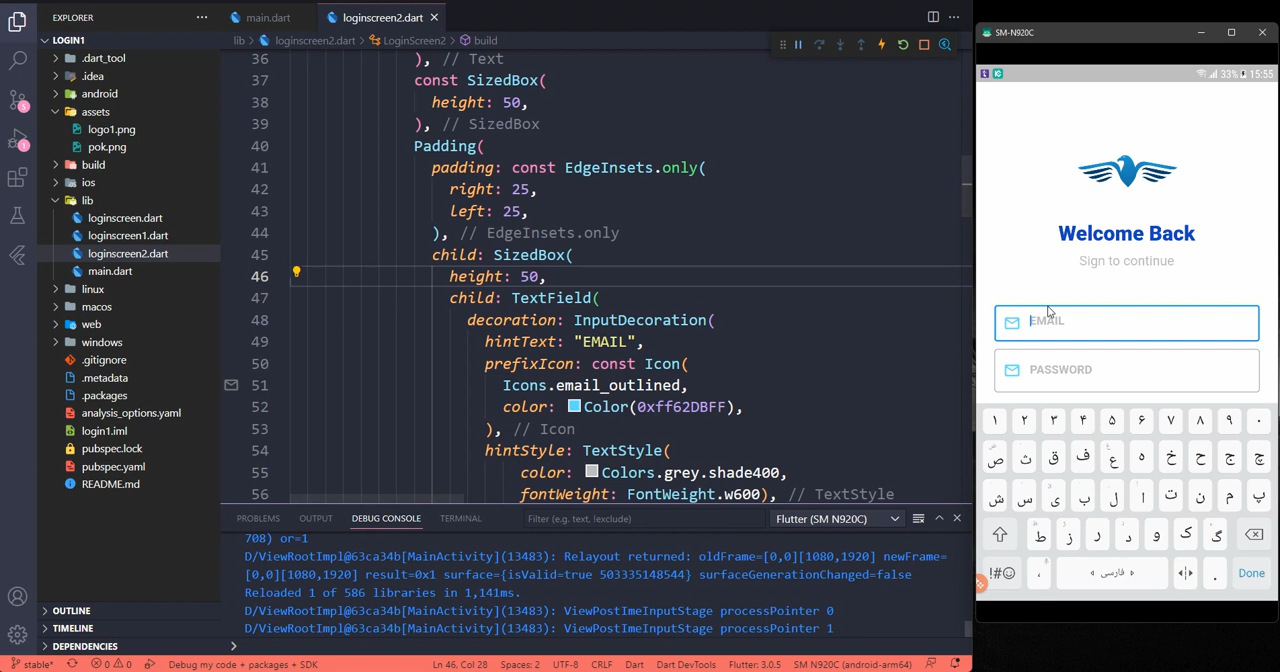 EXPLORER
LOGIN1
.dart_tool
.idea
android
assets
logo1.png
pok.png
build
ios
lib
loginscreen.dart
loginscreen1.dart
loginscreen2.dart
main.dart
linux
macos
web
windows
.gitignore
.metadata
.packages
analysis_options.yaml
login1.iml
pubspec.lock
pubspec.yaml
README.md
OUTLINE
TIMELINE
DEPENDENCIES
5
1
main.dart
loginscreen2.dart
lib > loginscreen2.dart > LoginScreen2 > build
36 ), // Text
37 const SizedBox(
38 height: 50,
39 ), // SizedBox
40 Padding(
41 padding: const EdgeInsets.only(
42 right: 25,
43 left: 25,
44 ), // EdgeInsets.only
45 child: SizedBox(
46 height: 50,
47 child: TextField(
48 decoration: InputDecoration(
49 hintText: "EMAIL",
50 prefixIcon: const Icon(
51 Icons.email_outlined,
52 color: Color(0xff62DBFF),
53 ), // Icon
54 hintStyle: TextStyle(
55 color: Colors.grey.shade400,
56 fontWeight: FontWeight.w600), // TextStyle
PROBLEMS OUTPUT DEBUG CONSOLE TERMINAL
Filter (e.g. text, !exclude)
Flutter (SM N920C)
708) or=1
D/ViewRootImpl@63ca34b[MainActivity](13483): Relayout returned: oldFrame=[0,0][1080,1920] newFrame=
[0,0][1080,1920] result=0x1 surface={isValid=true 503335148544} surfaceGenerationChanged=false
Reloaded 1 of 586 libraries in 1,141ms.
D/ViewRootImpl@63ca34b[MainActivity](13483): ViewPostImeInputStage processPointer 0
D/ViewRootImpl@63ca34b[MainActivity](13483): ViewPostImeInputStage processPointer 1
stable* 0 0 Debug my code + packages + SDK Ln 46, Col 28 Spaces: 2 UTF-8 CRLF Dart Dart DevTools Flutter: 3.0.5 SM N920C (android-arm64)
SM-N920C
33% 15:55
Welcome Back
Sign to continue
EMAIL
PASSWORD
۱ ۲ ۳ ۴ ۵ ۶ ۷ ۸ ۹ ۰
ص ث ق ف ع ه خ ح ج چ
ش س ی ب ل ا ت ن م پ
ط ز ر د و ک گ
!#☺ ، فارسی . Done